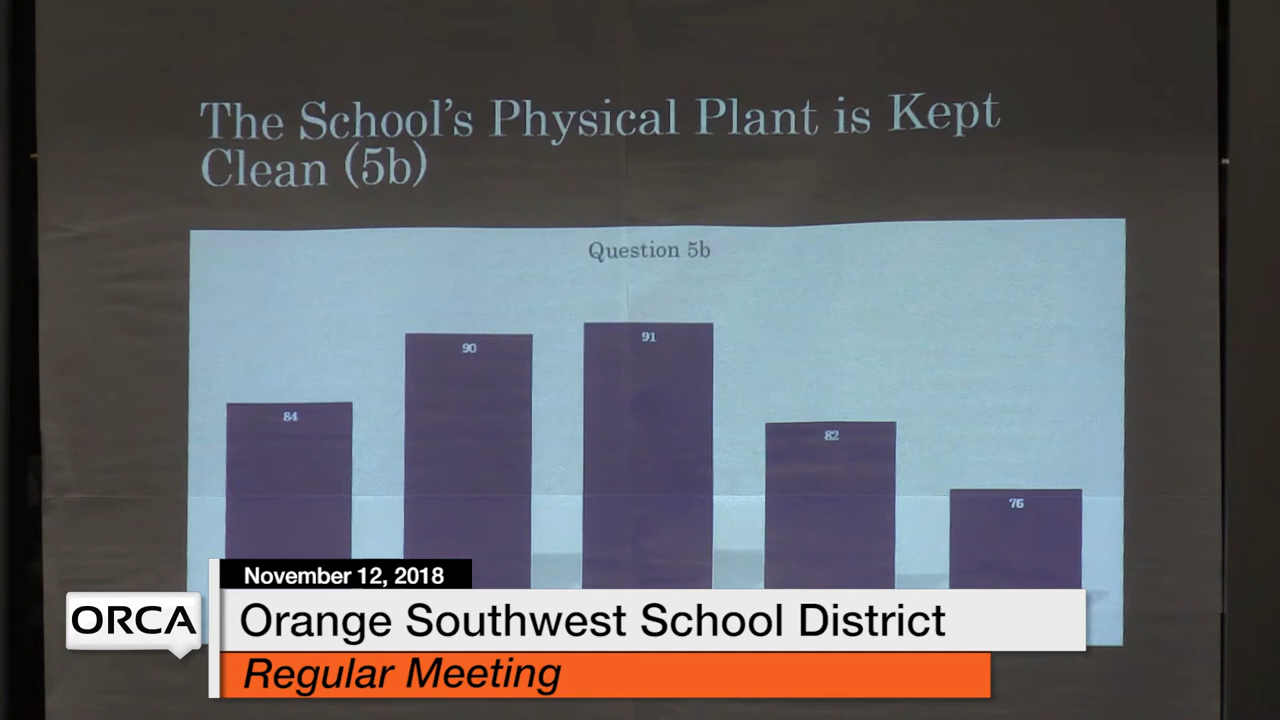 The School's Physical Plant is Kept
Clean (5b)
Question 5b
84
90
91
82
76
November 12, 2018
ORCA
Orange Southwest School District
Regular Meeting